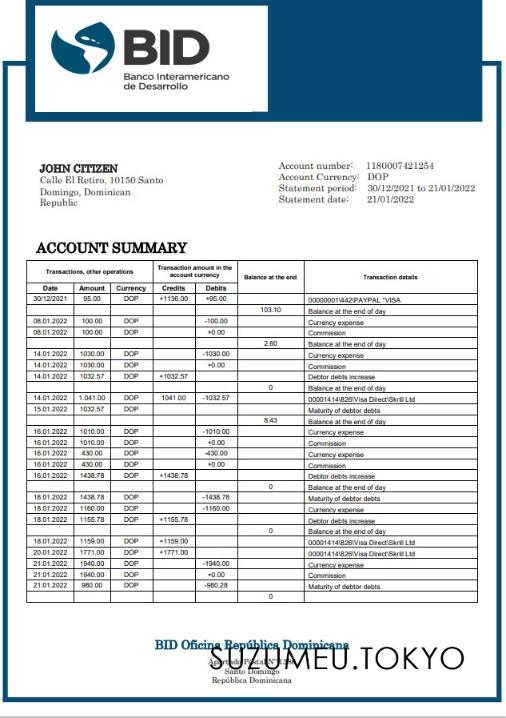 BID
Banco Interamericano
de Desarrollo
JOHN CITIZEN
Calle El Retiro, 10150 Santo
Domingo, Dominican
Republic
Account number: 1180007421254
Account Currency: DOP
Statement period: 30/12/2021 to 21/01/2022
Statement date: 21/01/2022
ACCOUNT SUMMARY
Transactions, other operations Transaction amount in the account currency Balance at the end Transaction details
Date Amount Currency Credits Debits
30/12/2021 95.00 DOP +1136.00 +95.00 00000001\442\PAYPAL *VISA
103.10 Balance at the end of day
08.01.2022 100.00 DOP -100.00 Currency expense
08.01.2022 100.00 DOP +0.00 Commission
2.60 Balance at the end of day
14.01.2022 1030.00 DOP -1030.00 Currency expense
14.01.2022 1030.00 DOP +0.00 Commission
14.01.2022 1032.57 DOP +1032.57 Debtor debts increase
0 Balance at the end of day
14.01.2022 1.041.00 DOP 1041.00 -1032.57 00001414\826\Visa Direct\Skrill Ltd
15.01.2022 1032.57 DOP Maturity of debtor debts
8.43 Balance at the end of day
16.01.2022 1010.00 DOP -1010.00 Currency expense
16.01.2022 1010.00 DOP +0.00 Commission
16.01.2022 430.00 DOP -430.00 Currency expense
16.01.2022 430.00 DOP +0.00 Commission
16.01.2022 1438.78 DOP +1438.78 Debtor debts increase
0 Balance at the end of day
18.01.2022 1438.78 DOP -1438.78 Maturity of debtor debts
18.01.2022 1160.00 DOP -1160.00 Currency expense
18.01.2022 1155.78 DOP +1155.78 Debtor debts increase
0 Balance at the end of day
18.01.2022 1159.00 DOP +1159.00 00001414\826\Visa Direct\Skrill Ltd
20.01.2022 1771.00 DOP +1771.00 00001414\826\Visa Direct\Skrill Ltd
21.01.2022 1940.00 DOP -1940.00 Currency expense
21.01.2022 1940.00 DOP +0.00 Commission
21.01.2022 980.00 DOP -980.28 Maturity of debtor debts
0
BID Oficina República Dominicana
SUZUMEU.TOKYO
Apartado Postal Nº
Santo Domingo
República Dominicana